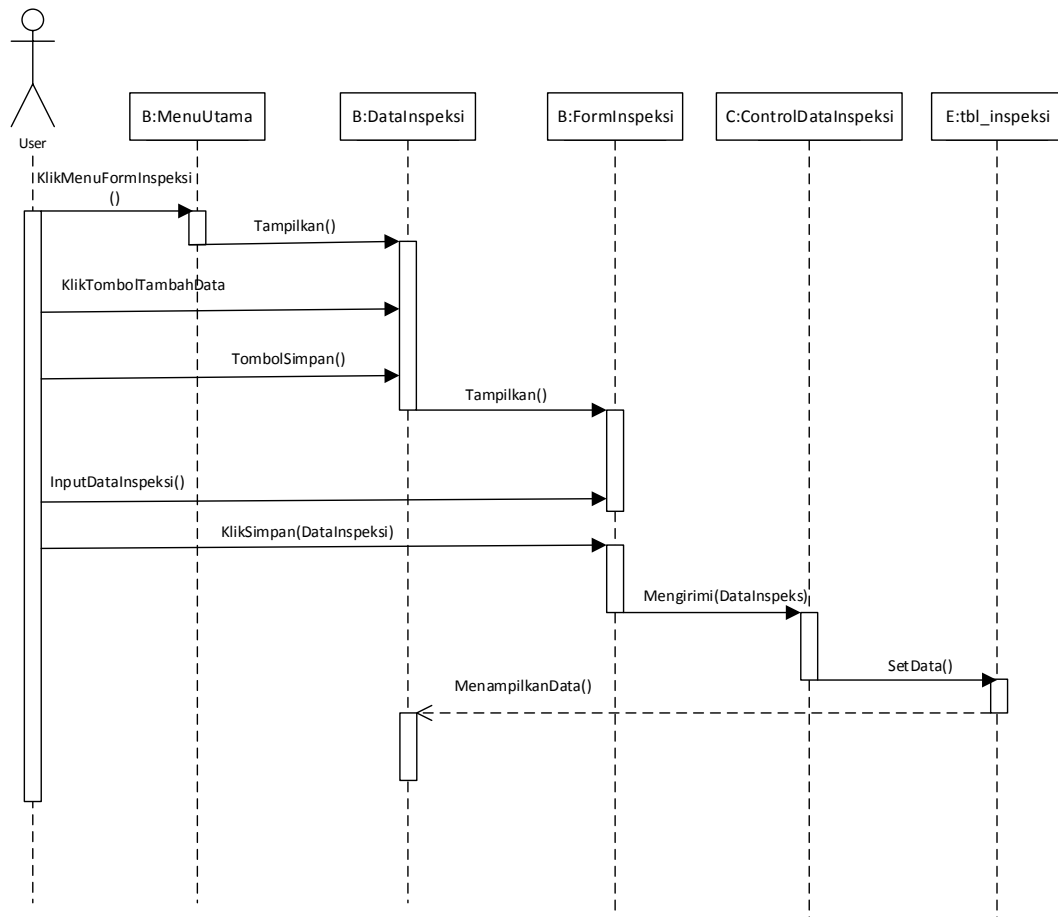 B:MenuUtama
B:DataInspeksi
B:FormInspeksi
C:ControlDataInspeksi
E:tbl_inspeksi
User
KlikMenuFormInspeksi
()
Tampilkan()
KlikTombolTambahData
TombolSimpan()
Tampilkan()
InputDataInspeksi()
KlikSimpan(DataInspeksi)
Mengirimi(DataInspeks)
SetData()
MenampilkanData()